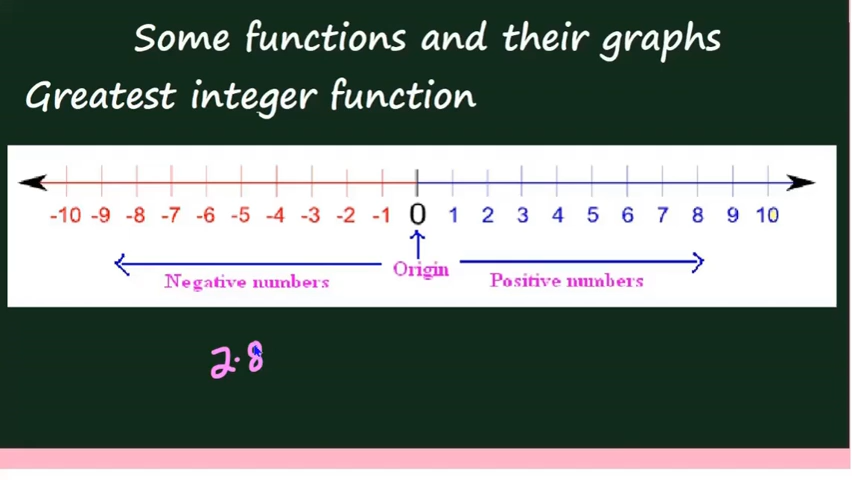 Some functions and their graphs
Greatest integer function
-10 -9 -8 -7 -6 -5 -4 -3 -2 -1 0 1 2 3 4 5 6 7 8 9 10
Negative numbers Origin Positive numbers
2.8